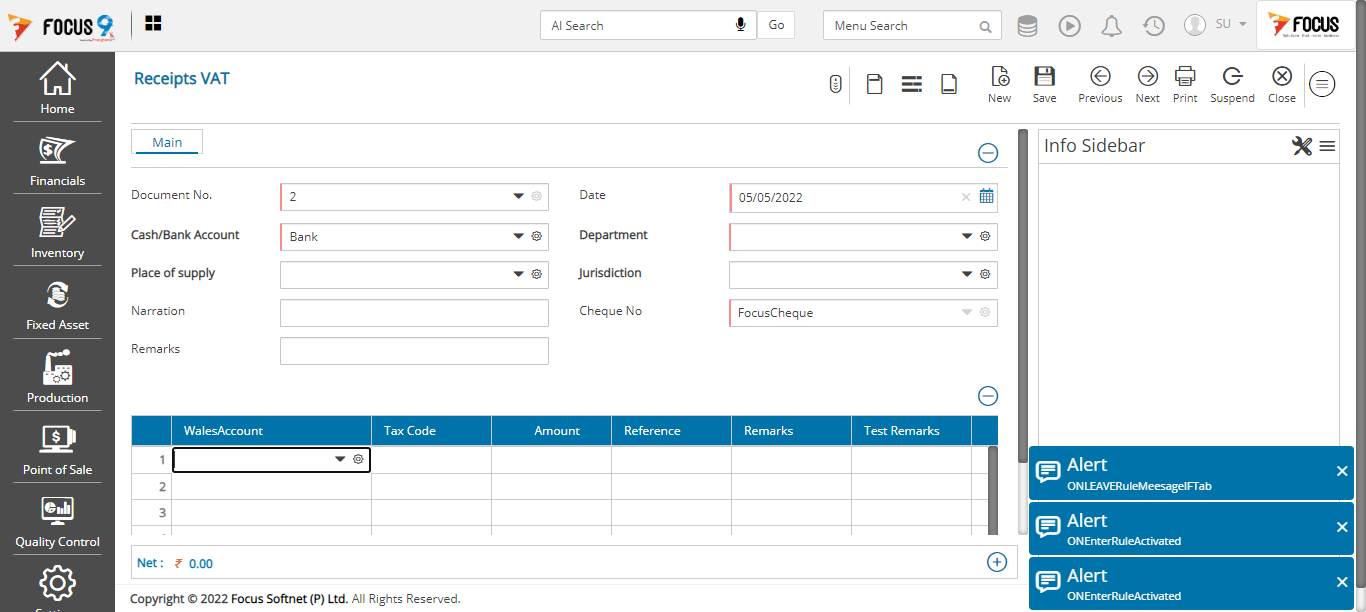 FOCUS 9
AI Search
Go
Menu Search
SU
FOCUS
Home
Financials
Inventory
Fixed Asset
Production
Point of Sale
Quality Control
Receipts VAT
New
Save
Previous
Next
Print
Suspend
Close
Main
Document No.
2
Date
05/05/2022
Cash/Bank Account
Bank
Department
Place of supply
Jurisdiction
Narration
Cheque No
FocusCheque
Remarks
WalesAccount Tax Code Amount Reference Remarks Test Remarks
1
2
3
Net : ₹ 0.00
Copyright © 2022 Focus Softnet (P) Ltd. All Rights Reserved.
Info Sidebar
Alert
ONLEAVERuleMeesageIFTab
Alert
ONEnterRuleActivated
Alert
ONEnterRuleActivated